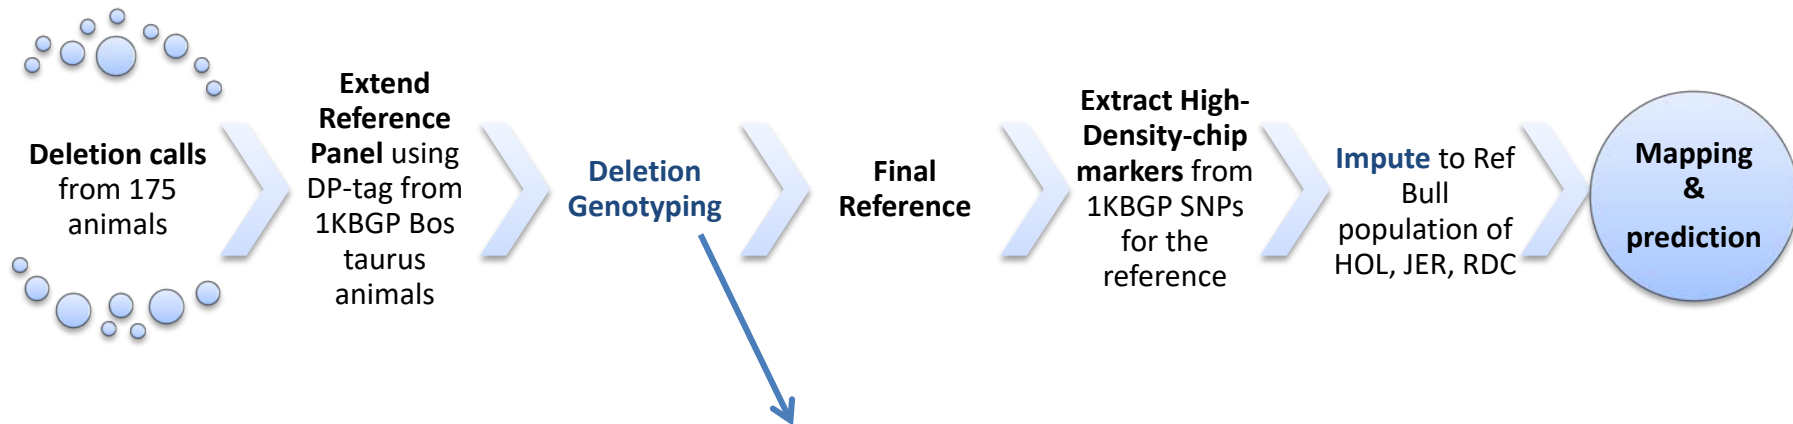 Deletion calls
from 175
animals
Extend
Reference
Panel using
DP-tag from
1KBGP Bos
taurus
animals
Deletion
Genotyping
Final
Reference
Extract High-
Density-chip
markers from
1KBGP SNPs
for the
reference
Impute to Ref
Bull
population of
HOL, JER, RDC
Mapping
&
prediction